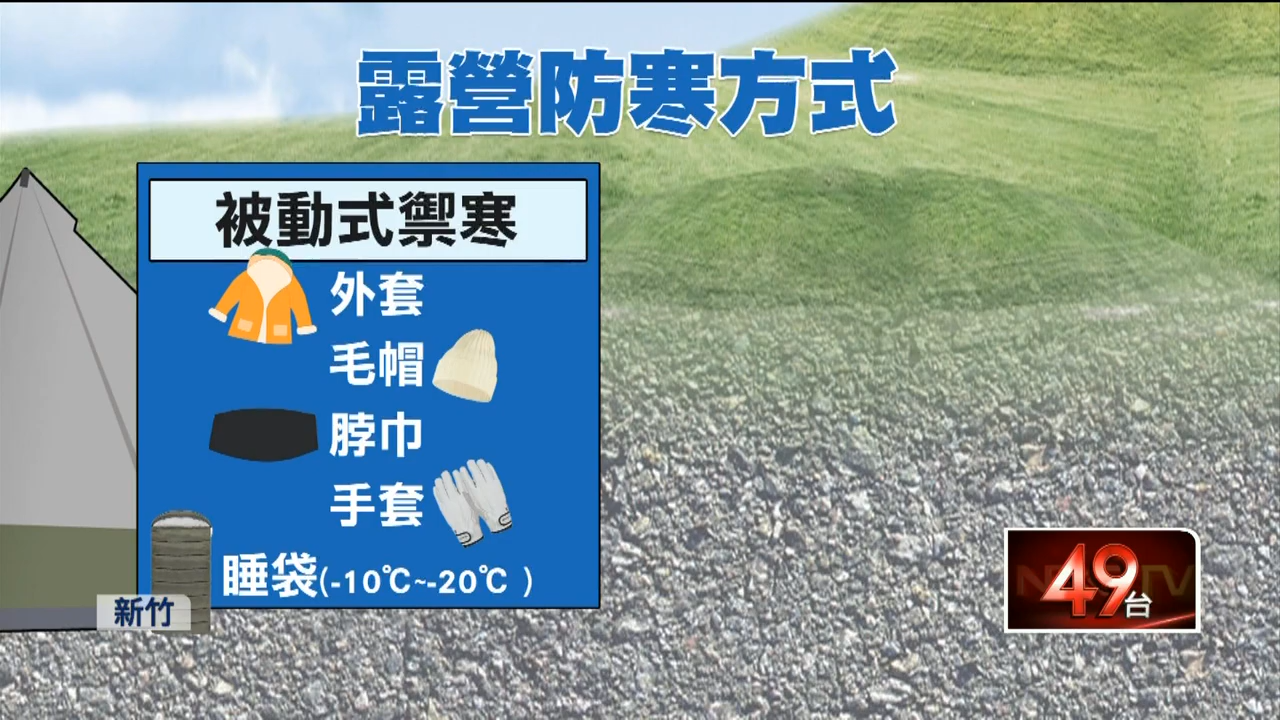 露營防寒方式
被動式禦寒
外套
毛帽
脖巾
手套
睡袋(-10℃~-20℃ )
新竹
49台